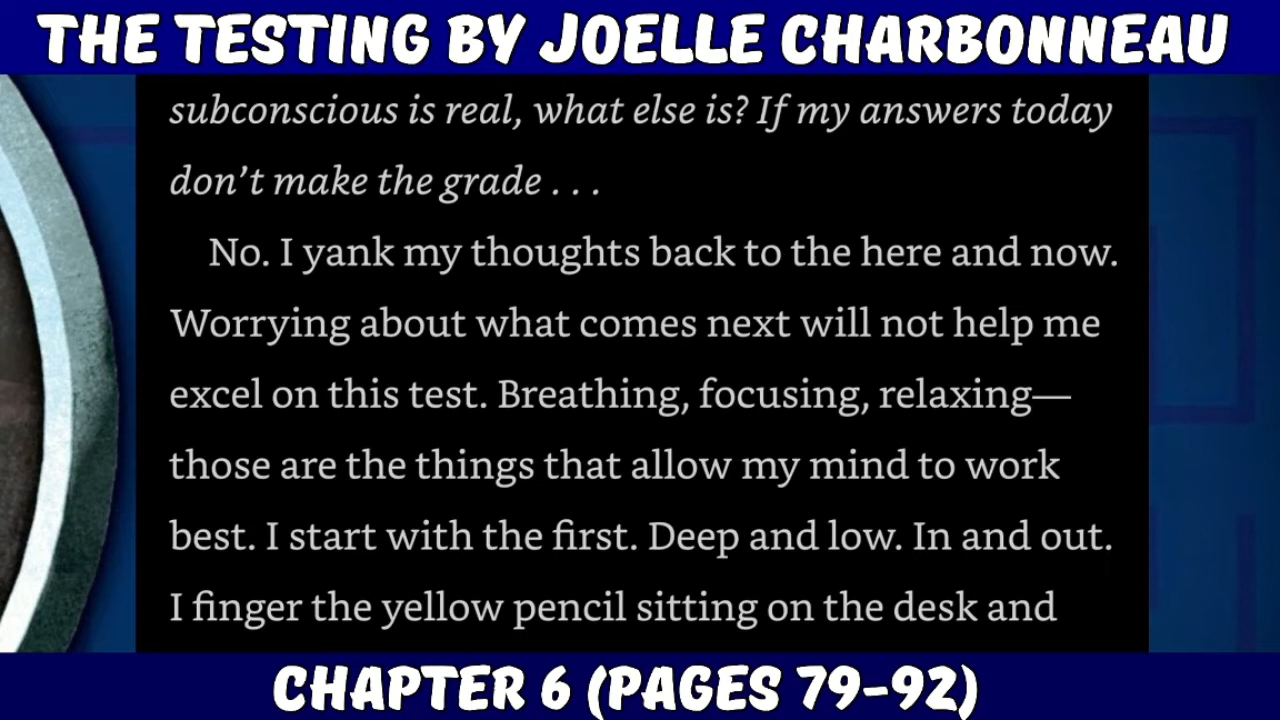 THE TESTING BY JOELLE CHARBONNEAU
subconscious is real, what else is? If my answers today
don’t make the grade . . .
No. I yank my thoughts back to the here and now.
Worrying about what comes next will not help me
excel on this test. Breathing, focusing, relaxing—
those are the things that allow my mind to work
best. I start with the first. Deep and low. In and out.
I finger the yellow pencil sitting on the desk and
CHAPTER 6 (PAGES 79-92)